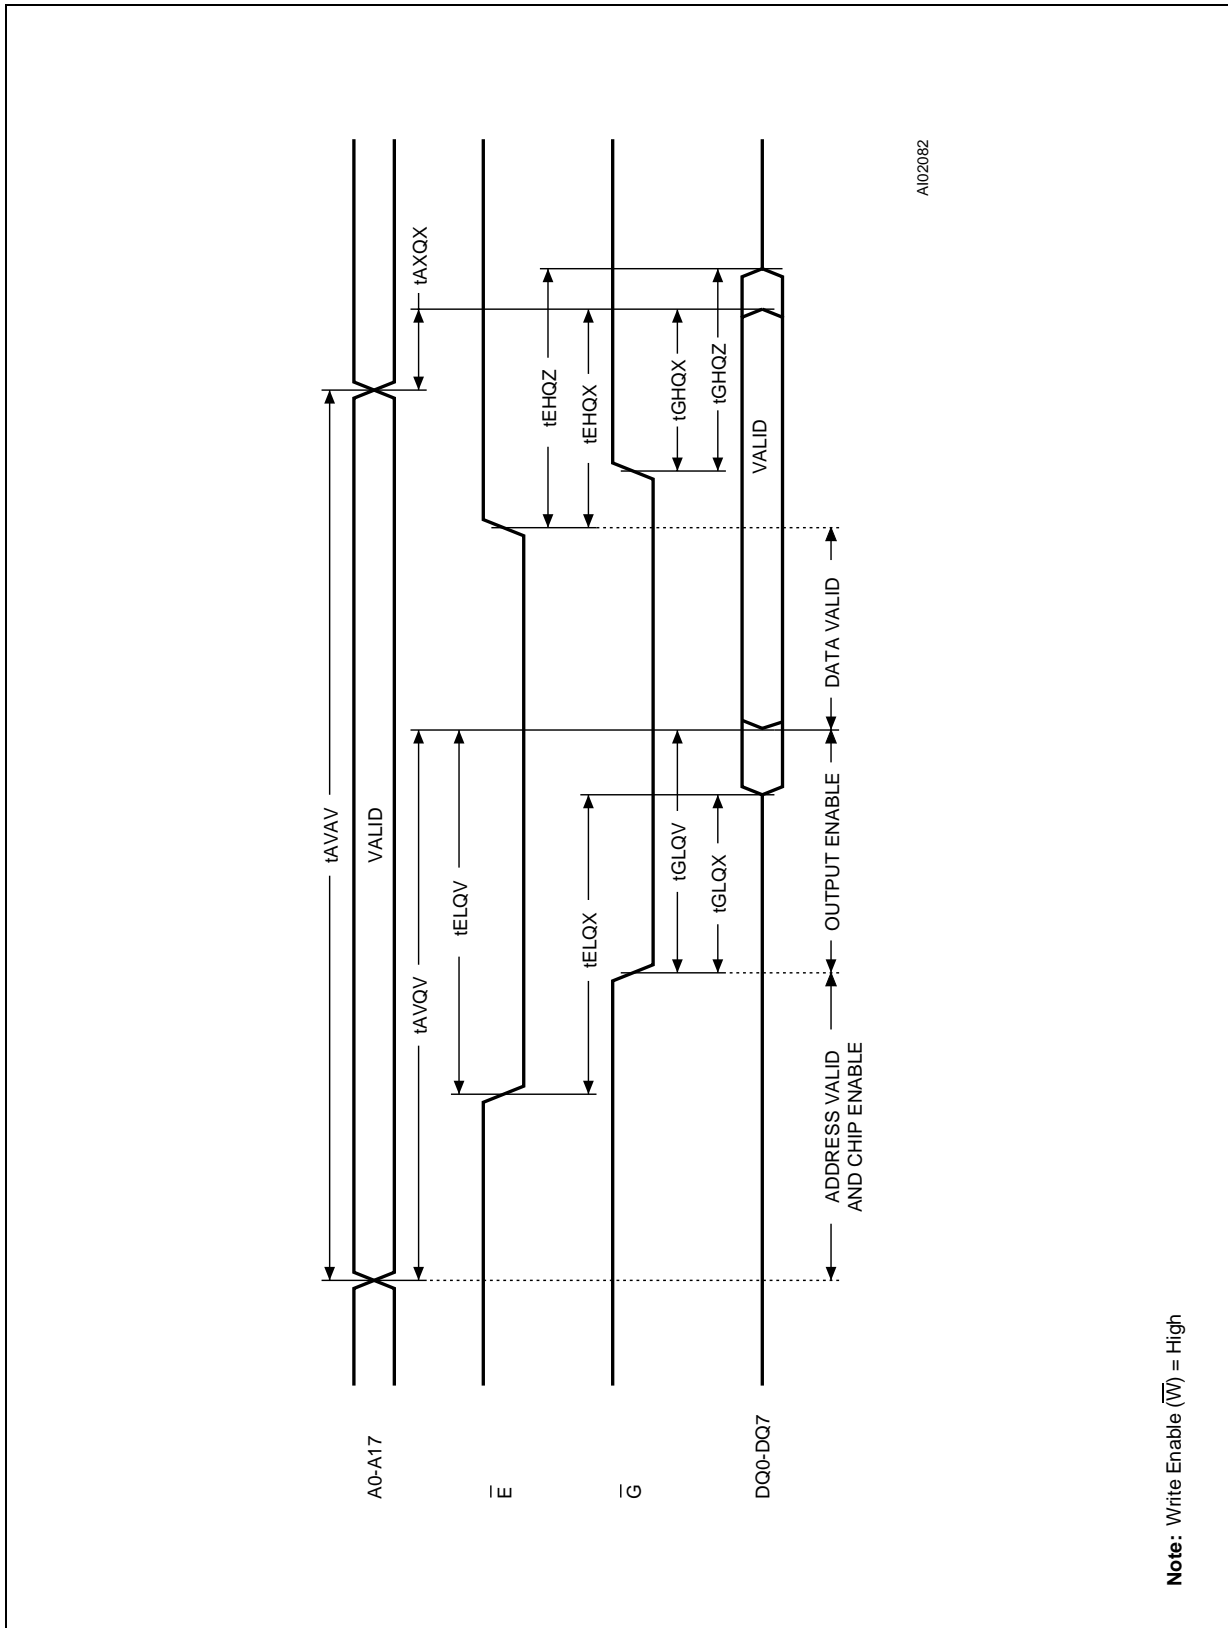 tAVAV
A0-A17
VALID
tAVQV
tAXQX
tELQV
E
tEHQZ
tELQX
tEHQX
G
tGLQV
tGHQX
tGLQX
tGHQZ
DQ0-DQ7
VALID
ADDRESS VALID
AND CHIP ENABLE
OUTPUT ENABLE
DATA VALID
AI02082
Note: Write Enable (W) = High